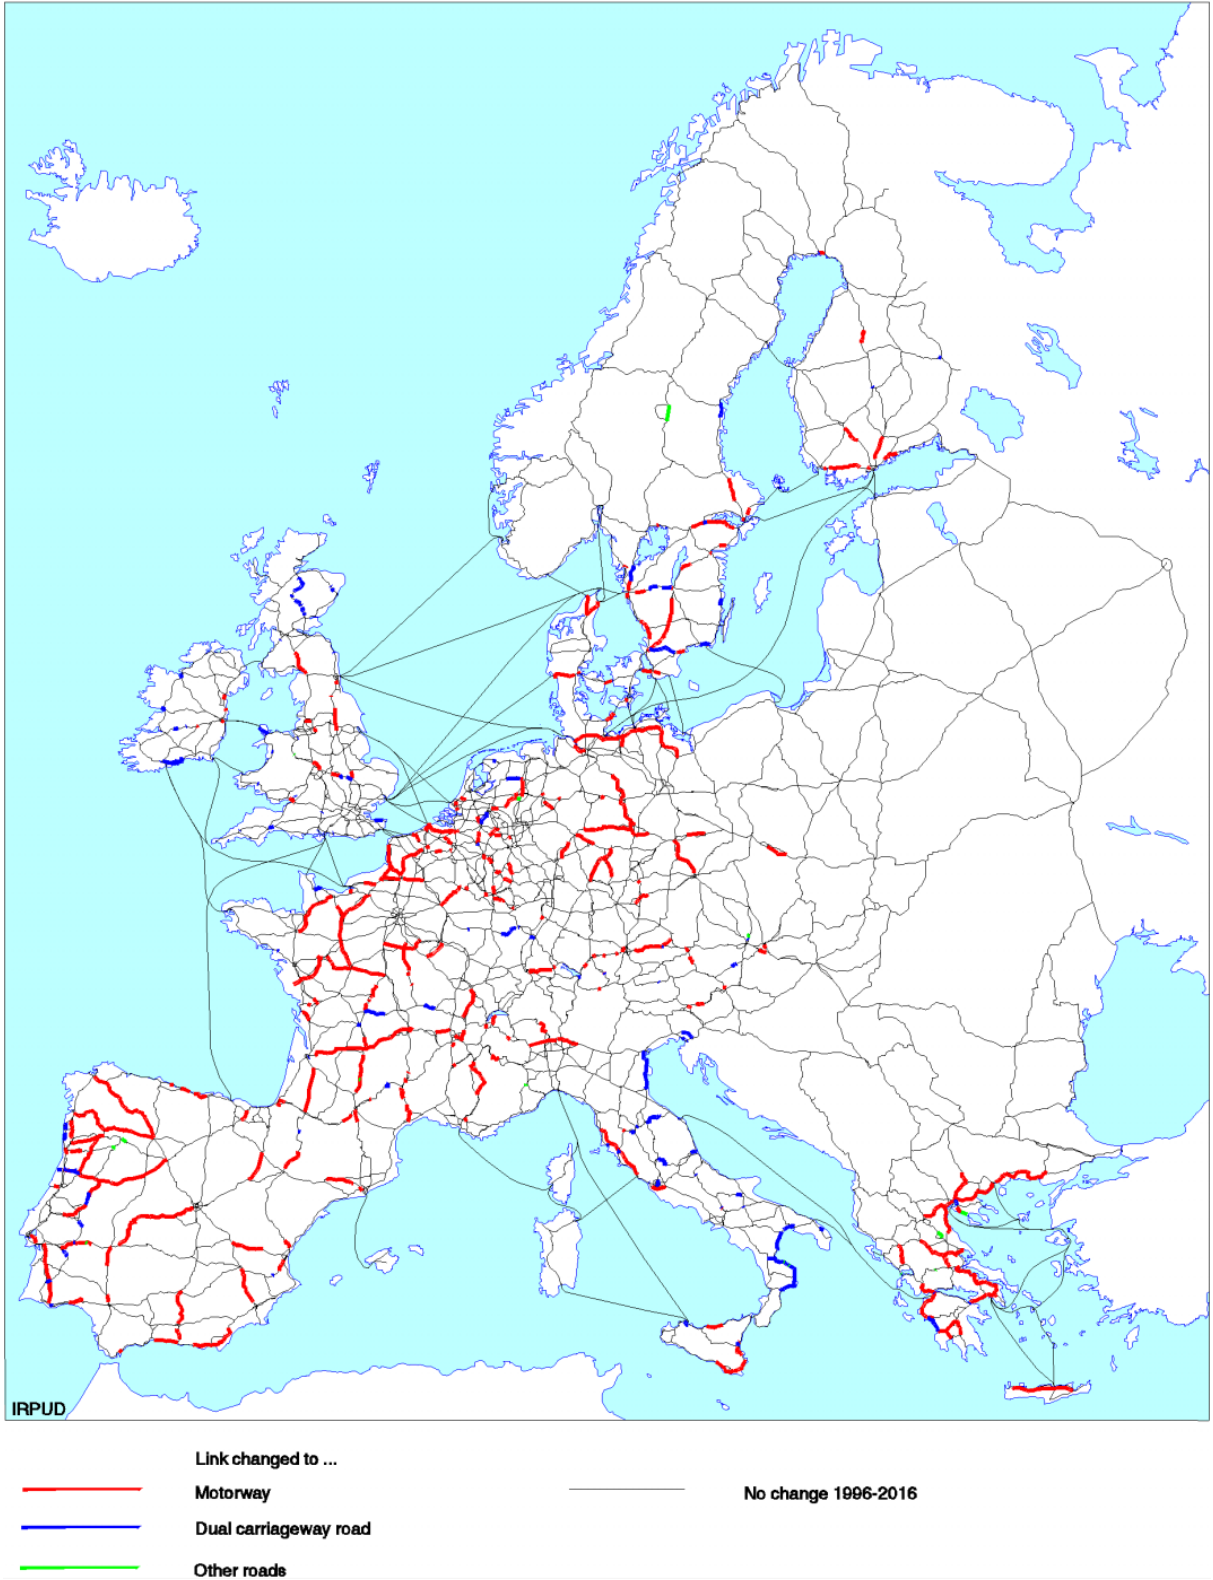 IRPUD
Link changed to ...
Motorway
No change 1996-2016
Dual carriageway road
Other roads